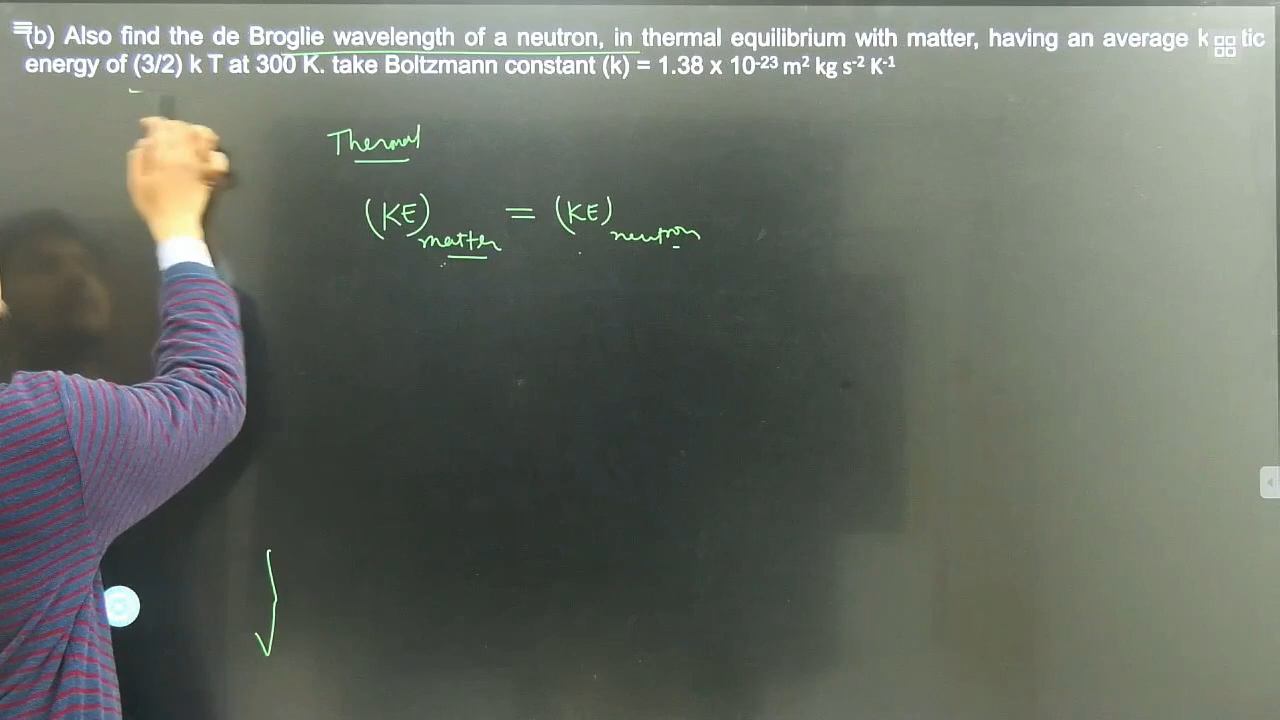 (b) Also find the de Broglie wavelength of a neutron, in thermal equilibrium with matter, having an average k tic
energy of (3/2) k T at 300 K. take Boltzmann constant (k) = 1.38 x 10⁻²³ m² kg s⁻² K⁻¹
Thermal
(KE)matter = (KE)neutron